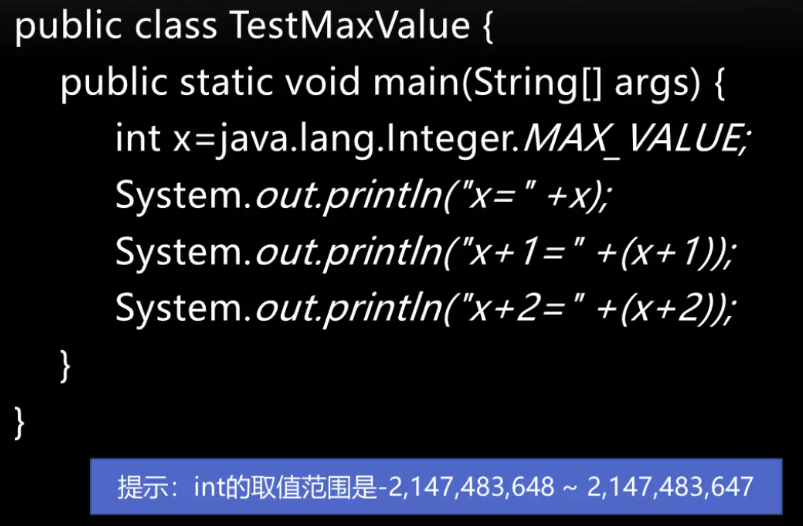 public class TestMaxValue {
public static void main(String[] args) {
int x=java.lang.Integer.MAX_VALUE;
System.out.println("x=" +x);
System.out.println("x+1=" +(x+1));
System.out.println("x+2=" +(x+2));
}
}
提示：int的取值范围是-2,147,483,648 ~ 2,147,483,647